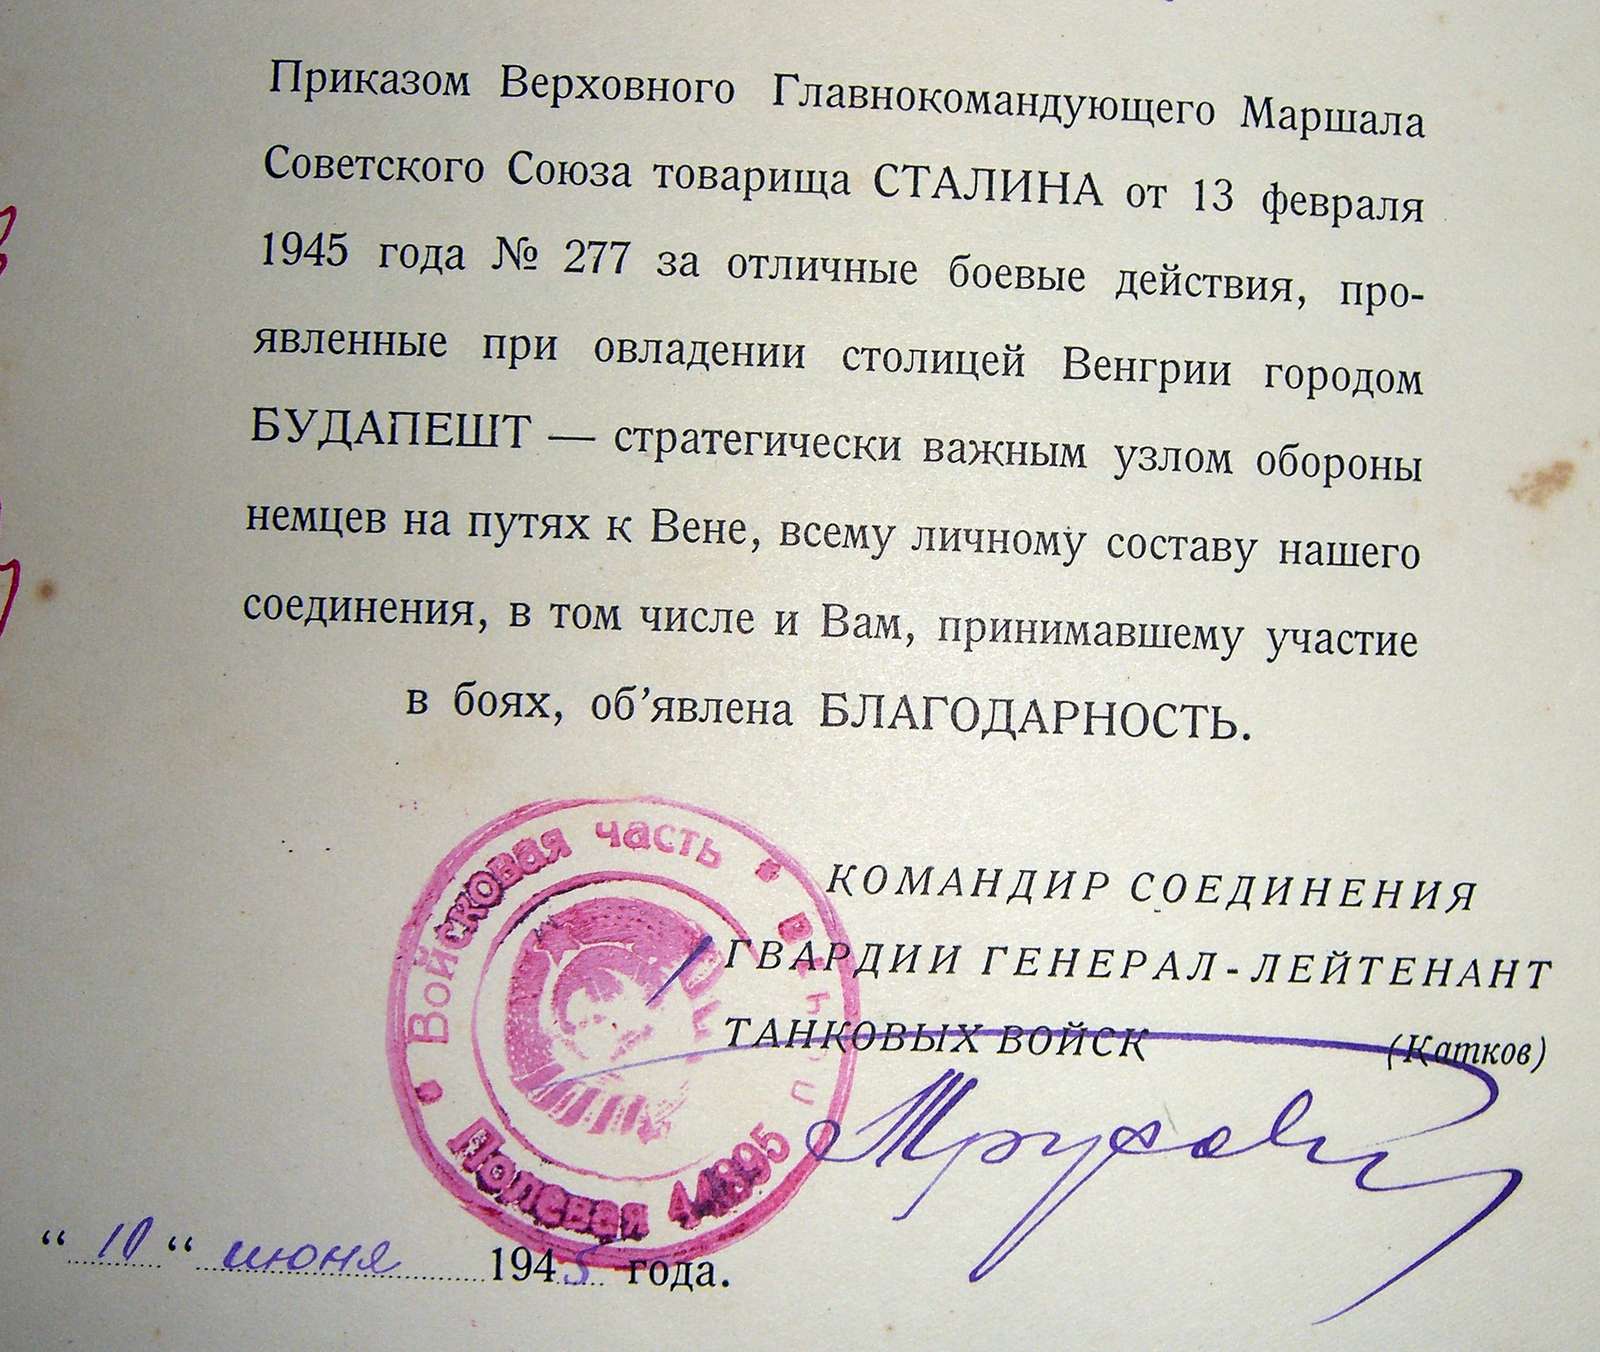 Приказом Верховного Главнокомандующего Маршала
Советского Союза товарища СТАЛИНА от 13 февраля
1945 года № 277 за отличные боевые действия, про-
явленные при овладении столицей Венгрии городом
БУДАПЕШТ — стратегически важным узлом обороны
немцев на путях к Вене, всему личному составу нашего
соединения, в том числе и Вам, принимавшему участие
в боях, об’явлена БЛАГОДАРНОСТЬ.
Войсковая часть
Полевая 44895
КОМАНДИР СОЕДИНЕНИЯ
ГВАРДИИ ГЕНЕРАЛ-ЛЕЙТЕНАНТ
ТАНКОВЫХ ВОЙСК (Катков)
“ 10 “ июня 1945 года.